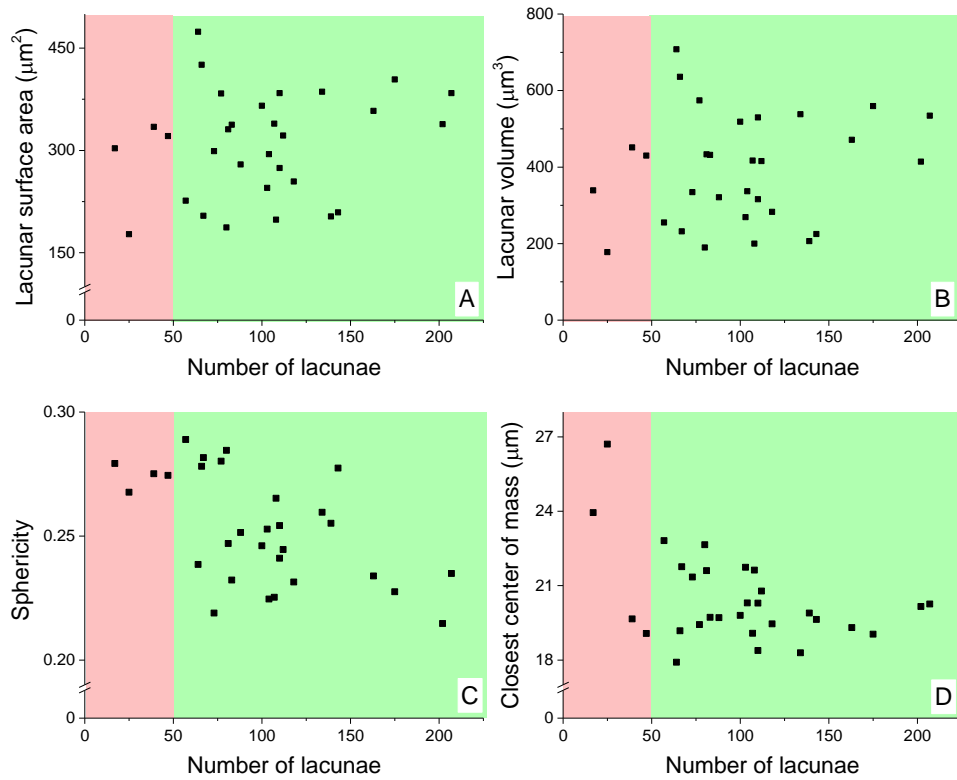 450
300
150
0
Lacunar surface area (μm²)
A
0 50 100 150 200
Number of lacunae
800
600
400
200
0
Lacunar volume (μm³)
B
0 50 100 150 200
Number of lacunae
0.30
0.25
0.20
0
Sphericity
C
0 50 100 150 200
Number of lacunae
27
24
21
18
0
Closest center of mass (μm)
D
0 50 100 150 200
Number of lacunae